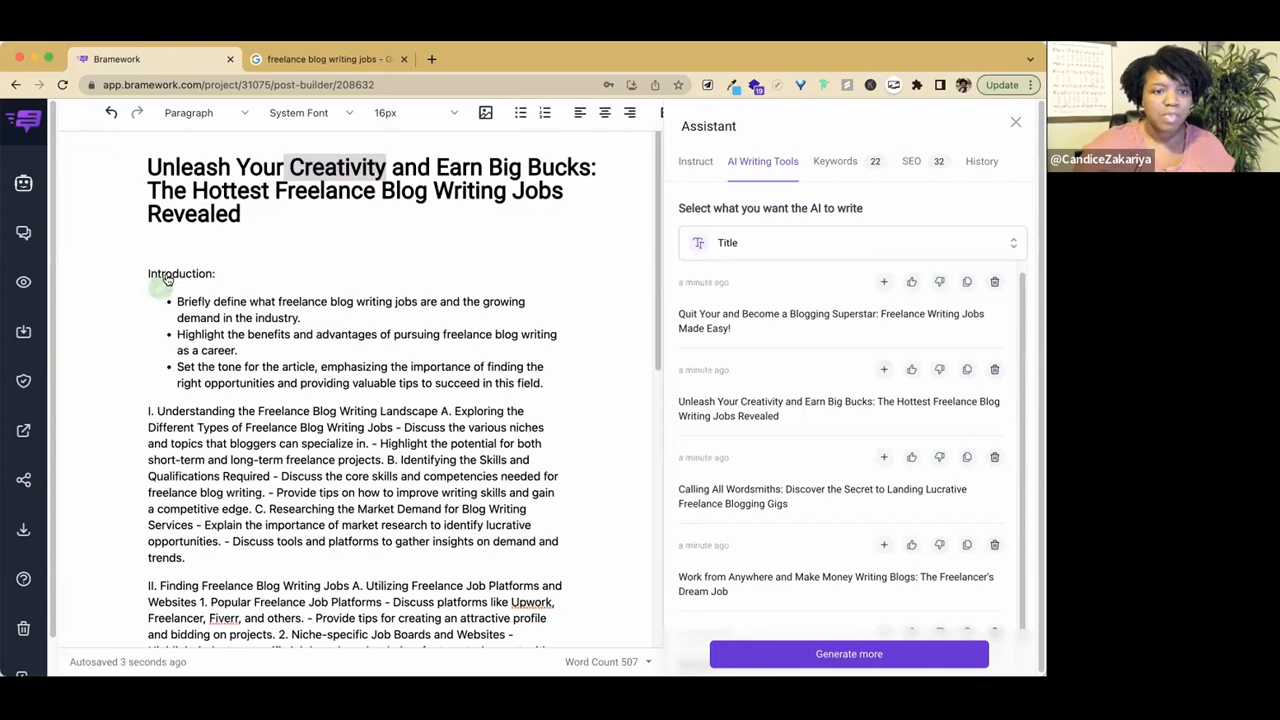 Bramework
freelance blog writing jobs - G
app.bramework.com/project/31075/post-builder/208632
19
Update
Paragraph
System Font
16px
Unleash Your Creativity and Earn Big Bucks:
The Hottest Freelance Blog Writing Jobs
Revealed
Introduction:
• Briefly define what freelance blog writing jobs are and the growing
demand in the industry.
• Highlight the benefits and advantages of pursuing freelance blog writing
as a career.
• Set the tone for the article, emphasizing the importance of finding the
right opportunities and providing valuable tips to succeed in this field.
I. Understanding the Freelance Blog Writing Landscape A. Exploring the
Different Types of Freelance Blog Writing Jobs - Discuss the various niches
and topics that bloggers can specialize in. - Highlight the potential for both
short-term and long-term freelance projects. B. Identifying the Skills and
Qualifications Required - Discuss the core skills and competencies needed for
freelance blog writing. - Provide tips on how to improve writing skills and gain
a competitive edge. C. Researching the Market Demand for Blog Writing
Services - Explain the importance of market research to identify lucrative
opportunities. - Discuss tools and platforms to gather insights on demand and
trends.
II. Finding Freelance Blog Writing Jobs A. Utilizing Freelance Job Platforms and
Websites 1. Popular Freelance Job Platforms - Discuss platforms like Upwork,
Freelancer, Fiverr, and others. - Provide tips for creating an attractive profile
and bidding on projects. 2. Niche-specific Job Boards and Websites -
Autosaved 3 seconds ago
Word Count 507
Assistant
Instruct
AI Writing Tools
Keywords 22
SEO 32
History
Select what you want the AI to write
Title
a minute ago
Quit Your and Become a Blogging Superstar: Freelance Writing Jobs
Made Easy!
a minute ago
Unleash Your Creativity and Earn Big Bucks: The Hottest Freelance Blog
Writing Jobs Revealed
a minute ago
Calling All Wordsmiths: Discover the Secret to Landing Lucrative
Freelance Blogging Gigs
a minute ago
Work from Anywhere and Make Money Writing Blogs: The Freelancer's
Dream Job
Generate more
@CandiceZakariya